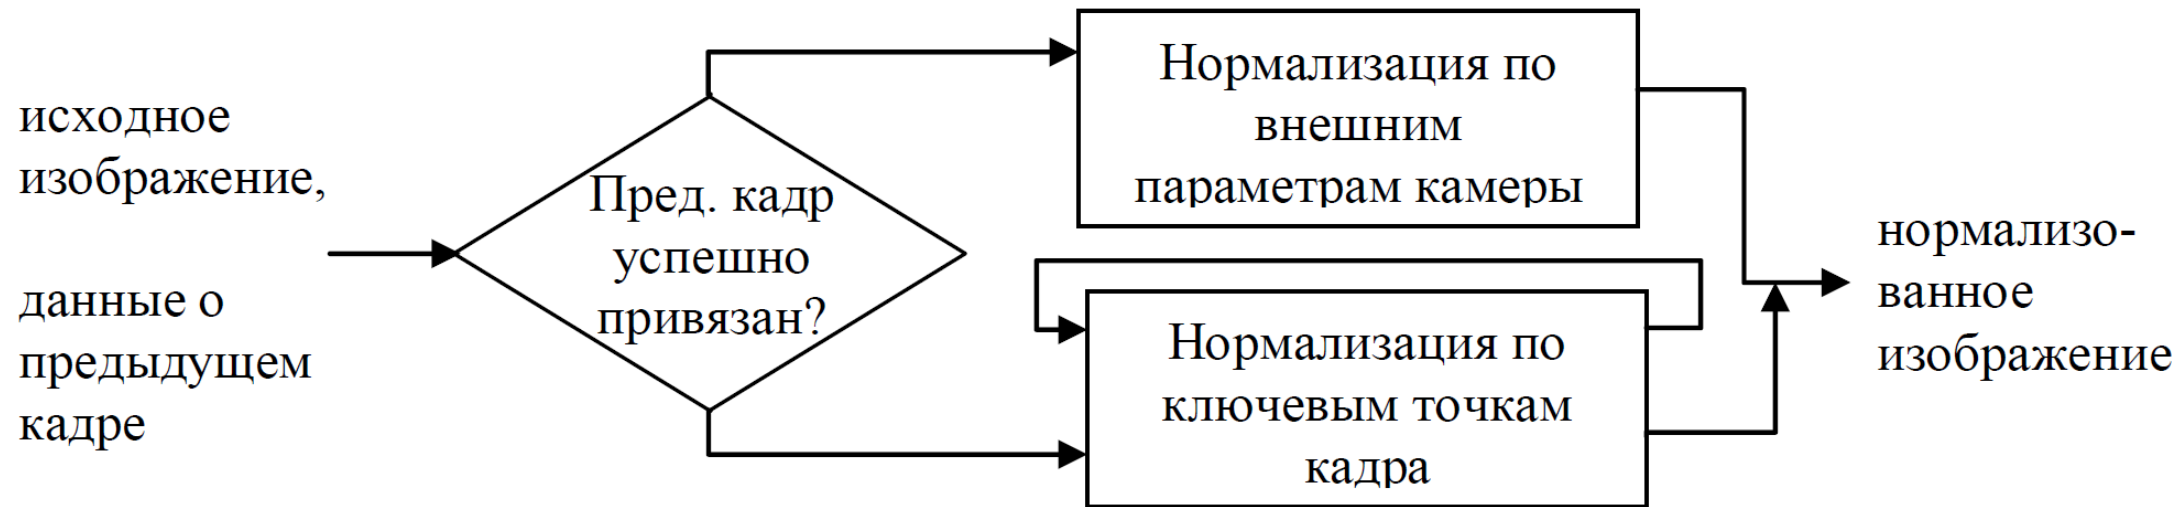 исходное
изображение,
данные о
предыдущем
кадре
Пред. кадр
успешно
привязан?
Нормализация по
внешним
параметрам камеры
Нормализация по
ключевым точкам
кадра
нормализо-
ванное
изображение